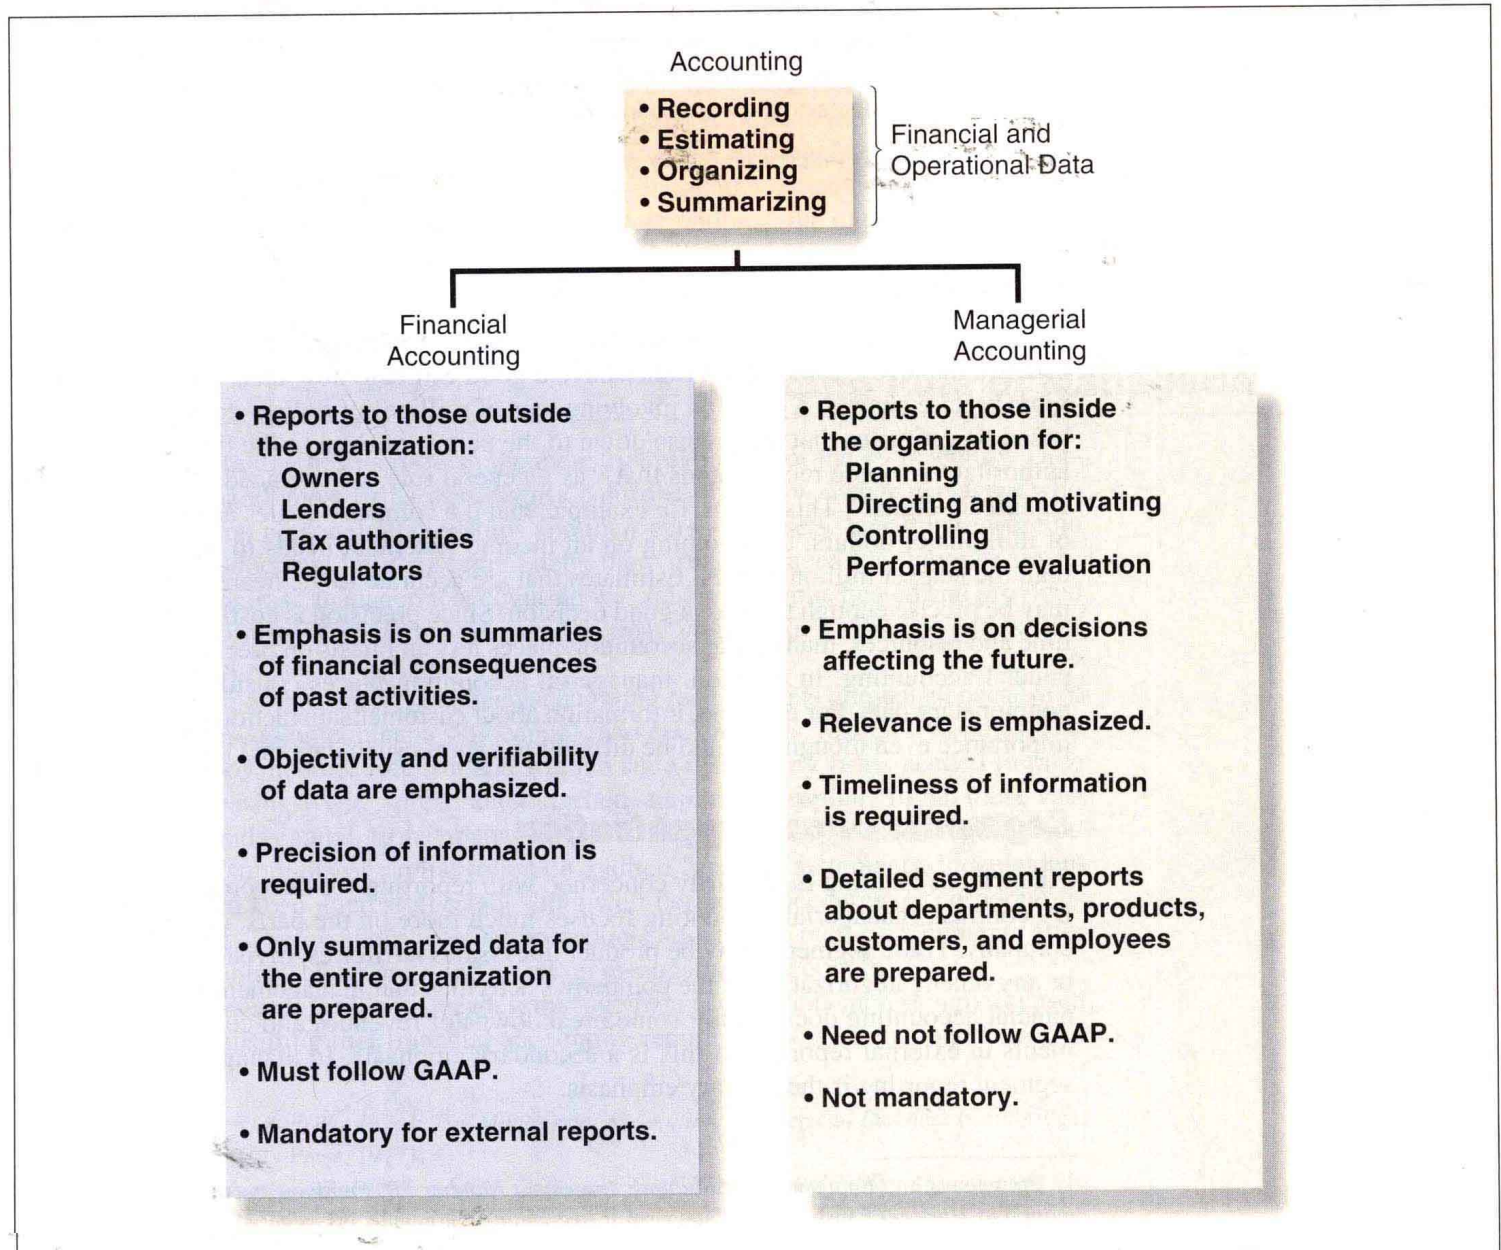 Accounting
• Recording
• Estimating
• Organizing
• Summarizing
Financial and
Operational Data
Financial
Accounting
• Reports to those outside
the organization:
Owners
Lenders
Tax authorities
Regulators
• Emphasis is on summaries
of financial consequences
of past activities.
• Objectivity and verifiability
of data are emphasized.
• Precision of information is
required.
• Only summarized data for
the entire organization
are prepared.
• Must follow GAAP.
• Mandatory for external reports.
Managerial
Accounting
• Reports to those inside
the organization for:
Planning
Directing and motivating
Controlling
Performance evaluation
• Emphasis is on decisions
affecting the future.
• Relevance is emphasized.
• Timeliness of information
is required.
• Detailed segment reports
about departments, products,
customers, and employees
are prepared.
• Need not follow GAAP.
• Not mandatory.